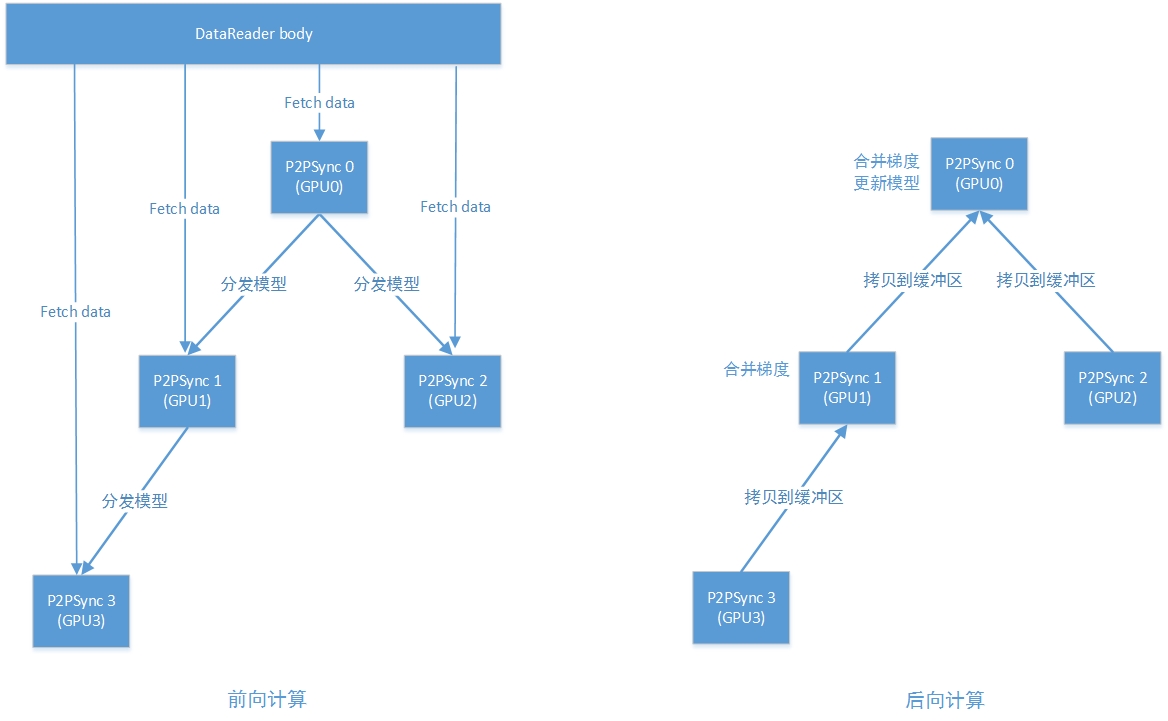 DataReader body
Fetch data
P2PSync 0
(GPU0)
Fetch data
Fetch data
分发模型
分发模型
Fetch data
P2PSync 1
(GPU1)
P2PSync 2
(GPU2)
分发模型
P2PSync 3
(GPU3)
前向计算
合并梯度
更新模型
P2PSync 0
(GPU0)
拷贝到缓冲区
拷贝到缓冲区
合并梯度
P2PSync 1
(GPU1)
P2PSync 2
(GPU2)
拷贝到缓冲区
P2PSync 3
(GPU3)
后向计算